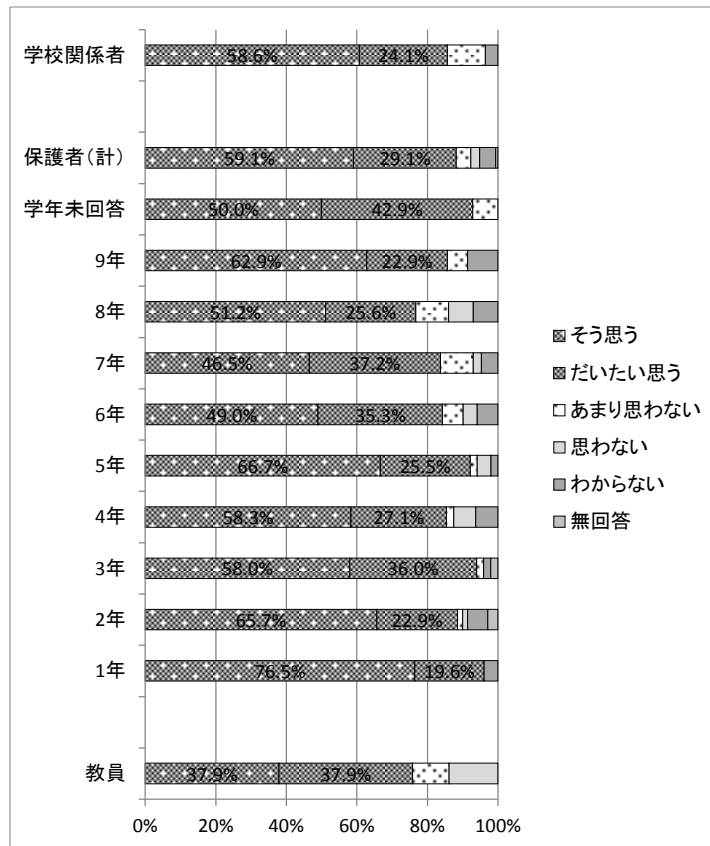 学校関係者 58.6% 24.1%
保護者(計) 59.1% 29.1%
学年未回答 50.0% 42.9%
9年 62.9% 22.9%
8年 51.2% 25.6%
7年 46.5% 37.2%
6年 49.0% 35.3%
5年 66.7% 25.5%
4年 58.3% 27.1%
3年 58.0% 36.0%
2年 65.7% 22.9%
1年 76.5% 19.6%
教員 37.9% 37.9%
0% 20% 40% 60% 80% 100%
そう思う
だいたい思う
あまり思わない
思わない
わからない
無回答